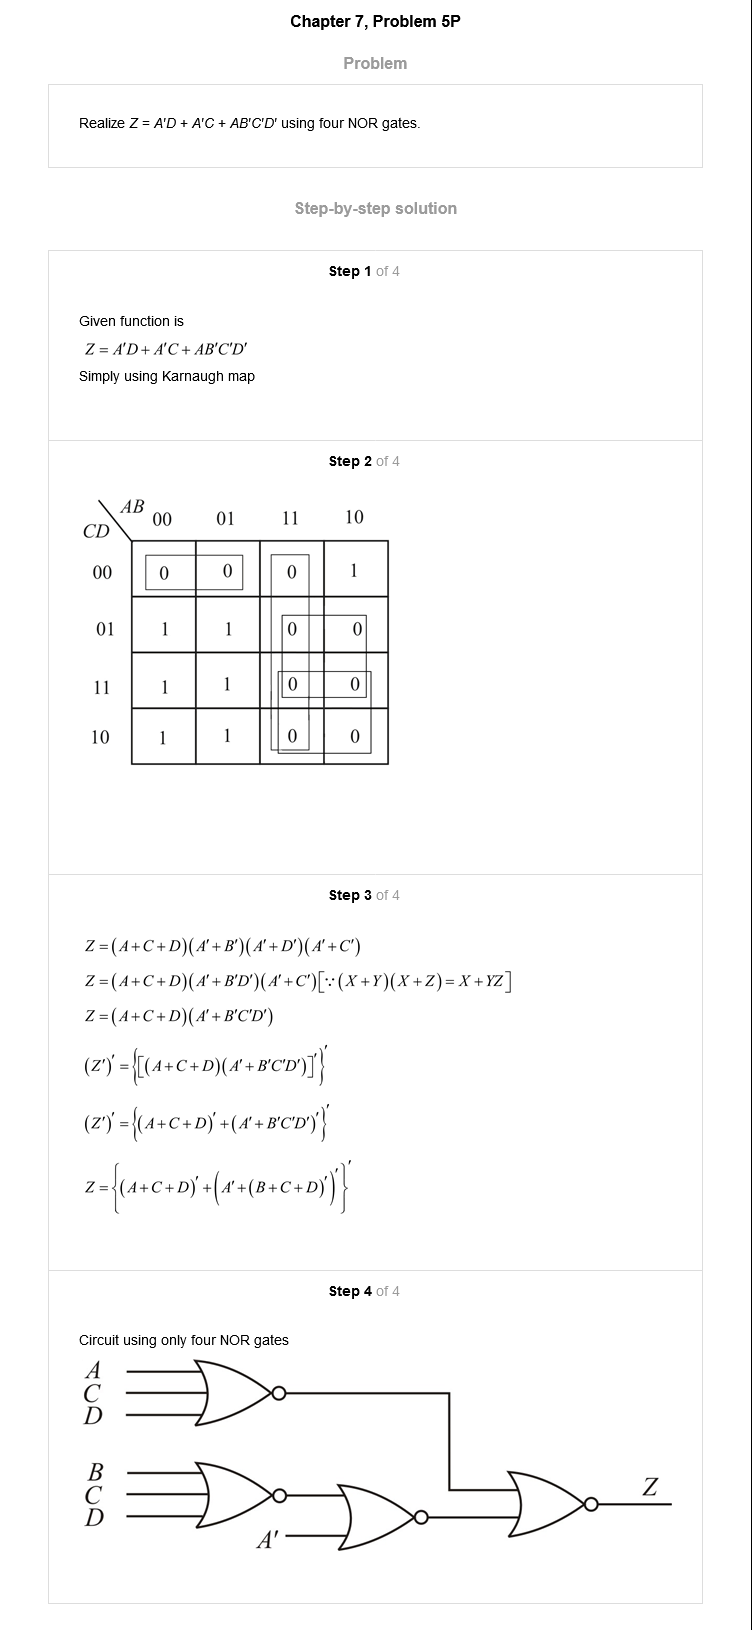 Chapter 7, Problem 5P
Problem
Realize Z = A'D + A'C + AB'C'D' using four NOR gates.
Step-by-step solution
Step 1 of 4
Given function is
Z = A'D + A'C + AB'C'D'
Simply using Karnaugh map
Step 2 of 4
AB
CD
00 01 11 10
00 0 0 0 1
01 1 1 0 0
11 1 1 0 0
10 1 1 0 0
Step 3 of 4
Z = (A+C+D)(A'+B')(A'+D')(A'+C')
Z = (A+C+D)(A'+B'D')(A'+C')[∵(X+Y)(X+Z)=X+YZ]
Z = (A+C+D)(A'+B'C'D')
(Z')' = {[(A+C+D)(A'+B'C'D')]'}'
(Z')' = {(A+C+D)'+(A'+B'C'D')'}'
Z = {(A+C+D)'+(A'+(B+C+D)')'}'
Step 4 of 4
Circuit using only four NOR gates
A
C
D
B
C
D
A'
Z